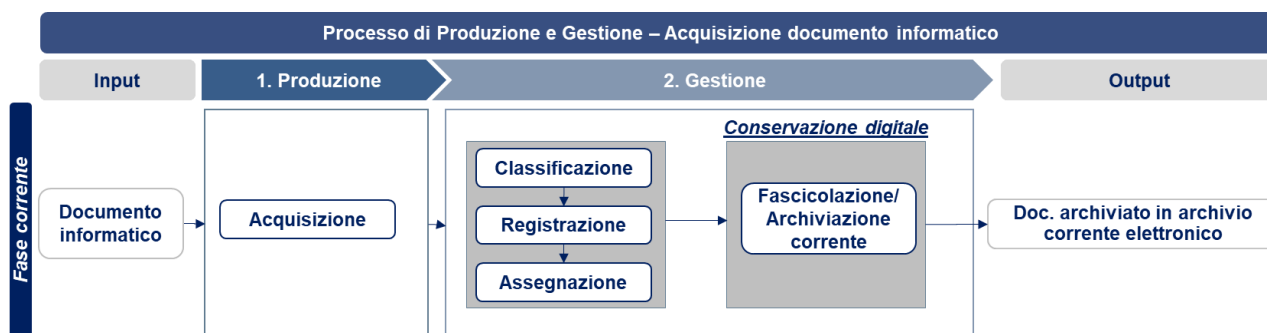 Processo di Produzione e Gestione – Acquisizione documento informatico
Input
1. Produzione
2. Gestione
Output
Fase corrente
Documento
informatico
Acquisizione
Classificazione
Registrazione
Assegnazione
Conservazione digitale
Fascicolazione/
Archiviazione
corrente
Doc. archiviato in archivio
corrente elettronico